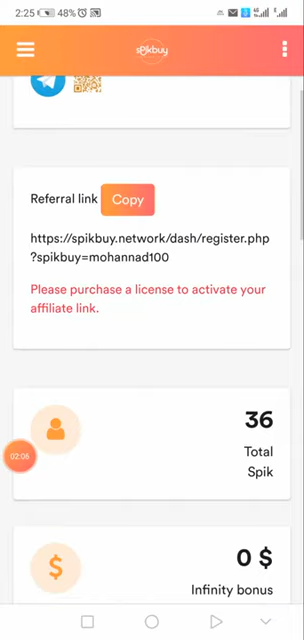 2:25 48%
spikbuy
Referral link Copy
https://spikbuy.network/dash/register.php
?spikbuy=mohannad100
Please purchase a license to activate your
affiliate link.
36
Total
Spik
02:06
0 $
Infinity bonus